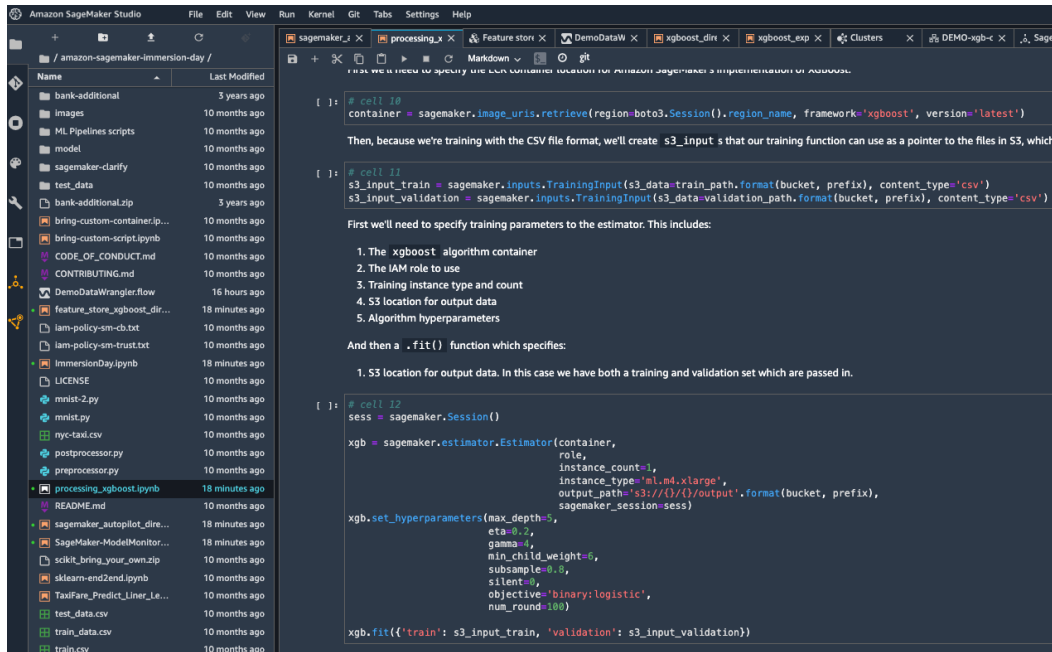 Amazon SageMaker Studio File Edit View Run Kernel Git Tabs Settings Help
sagemaker_a processing_x Feature store DemoDataW xgboost_dire xgboost_exp Clusters DEMO-xgb-c Sage
/ amazon-sagemaker-immersion-day /
Markdown git
Name Last Modified
bank-additional 3 years ago
images 10 months ago
ML Pipelines scripts 10 months ago
model 10 months ago
sagemaker-clarify 10 months ago
test_data 10 months ago
bank-additional.zip 3 years ago
bring-custom-container.ip... 10 months ago
bring-custom-script.ipynb 10 months ago
CODE_OF_CONDUCT.md 10 months ago
CONTRIBUTING.md 10 months ago
DemoDataWrangler.flow 16 hours ago
feature_store_xgboost_dir... 18 minutes ago
iam-policy-sm-cb.txt 10 months ago
iam-policy-sm-trust.txt 10 months ago
ImmersionDay.ipynb 18 minutes ago
LICENSE 10 months ago
mnist-2.py 10 months ago
mnist.py 10 months ago
nyc-taxi.csv 10 months ago
postprocessor.py 10 months ago
preprocessor.py 10 months ago
processing_xgboost.ipynb 18 minutes ago
README.md 10 months ago
sagemaker_autopilot_dire... 18 minutes ago
SageMaker-ModelMonitor... 18 minutes ago
scikit_bring_your_own.zip 10 months ago
sklearn-end2end.ipynb 10 months ago
TaxiFare_Predict_Liner_Le... 10 months ago
test_data.csv 10 months ago
train_data.csv 10 months ago
train.csv 10 months ago
First we'll need to specify the ECR container location for Amazon SageMaker's implementation of XGBoost.
[ ]: # cell 10
container = sagemaker.image_uris.retrieve(region=boto3.Session().region_name, framework='xgboost', version='latest')
Then, because we're training with the CSV file format, we'll create s3_input s that our training function can use as a pointer to the files in S3, which
[ ]: # cell 11
s3_input_train = sagemaker.inputs.TrainingInput(s3_data=train_path.format(bucket, prefix), content_type='csv')
s3_input_validation = sagemaker.inputs.TrainingInput(s3_data=validation_path.format(bucket, prefix), content_type='csv')
First we'll need to specify training parameters to the estimator. This includes:
1. The xgboost algorithm container
2. The IAM role to use
3. Training instance type and count
4. S3 location for output data
5. Algorithm hyperparameters
And then a .fit() function which specifies:
1. S3 location for output data. In this case we have both a training and validation set which are passed in.
[ ]: # cell 12
sess = sagemaker.Session()
xgb = sagemaker.estimator.Estimator(container,
role,
instance_count=1,
instance_type='ml.m4.xlarge',
output_path='s3://{}/{}/output'.format(bucket, prefix),
sagemaker_session=sess)
xgb.set_hyperparameters(max_depth=5,
eta=0.2,
gamma=4,
min_child_weight=6,
subsample=0.8,
silent=0,
objective='binary:logistic',
num_round=100)
xgb.fit({'train': s3_input_train, 'validation': s3_input_validation})